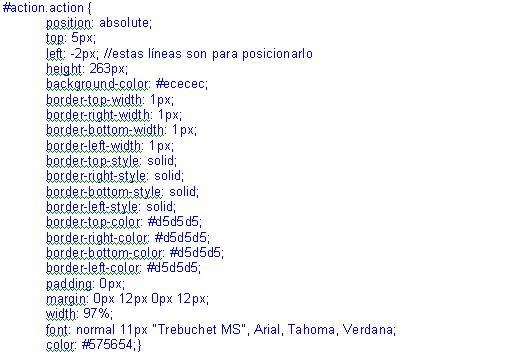 #action.action {
position: absolute;
top: 5px;
left: -2px; //estas líneas son para posicionarlo
height: 263px;
background-color: #ececec;
border-top-width: 1px;
border-right-width: 1px;
border-bottom-width: 1px;
border-left-width: 1px;
border-top-style: solid;
border-right-style: solid;
border-bottom-style: solid;
border-left-style: solid;
border-top-color: #d5d5d5;
border-right-color: #d5d5d5;
border-bottom-color: #d5d5d5;
border-left-color: #d5d5d5;
padding: 0px;
margin: 0px 12px 0px 12px;
width: 97%;
font: normal 11px "Trebuchet MS", Arial, Tahoma, Verdana;
color: #575654;}